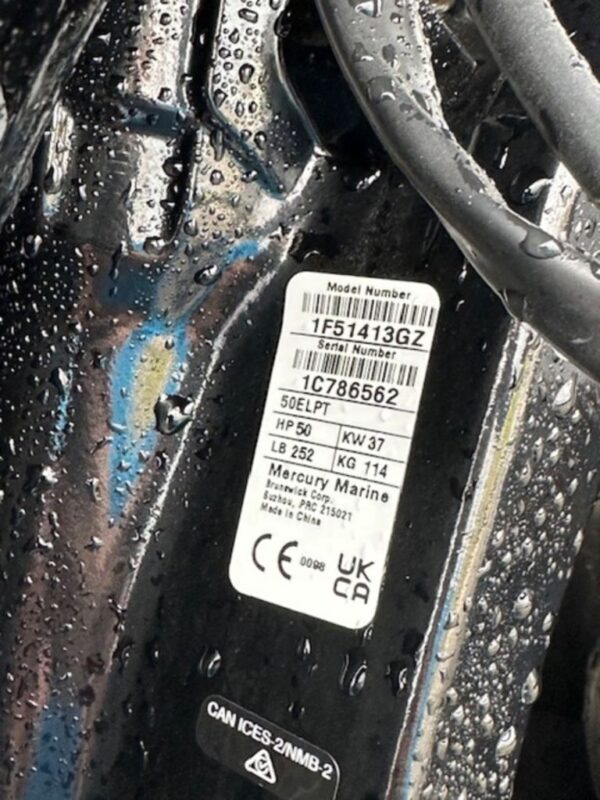 Model Number
1F51413GZ
Serial Number
1C786562
50ELPT
HP 50 KW 37
LB 252 KG 114
Mercury Marine
Brunswick Corp.
Suzhou, PRC 215021
Made in China
CE 0098 UK
CA
CAN ICES-2/NMB-2